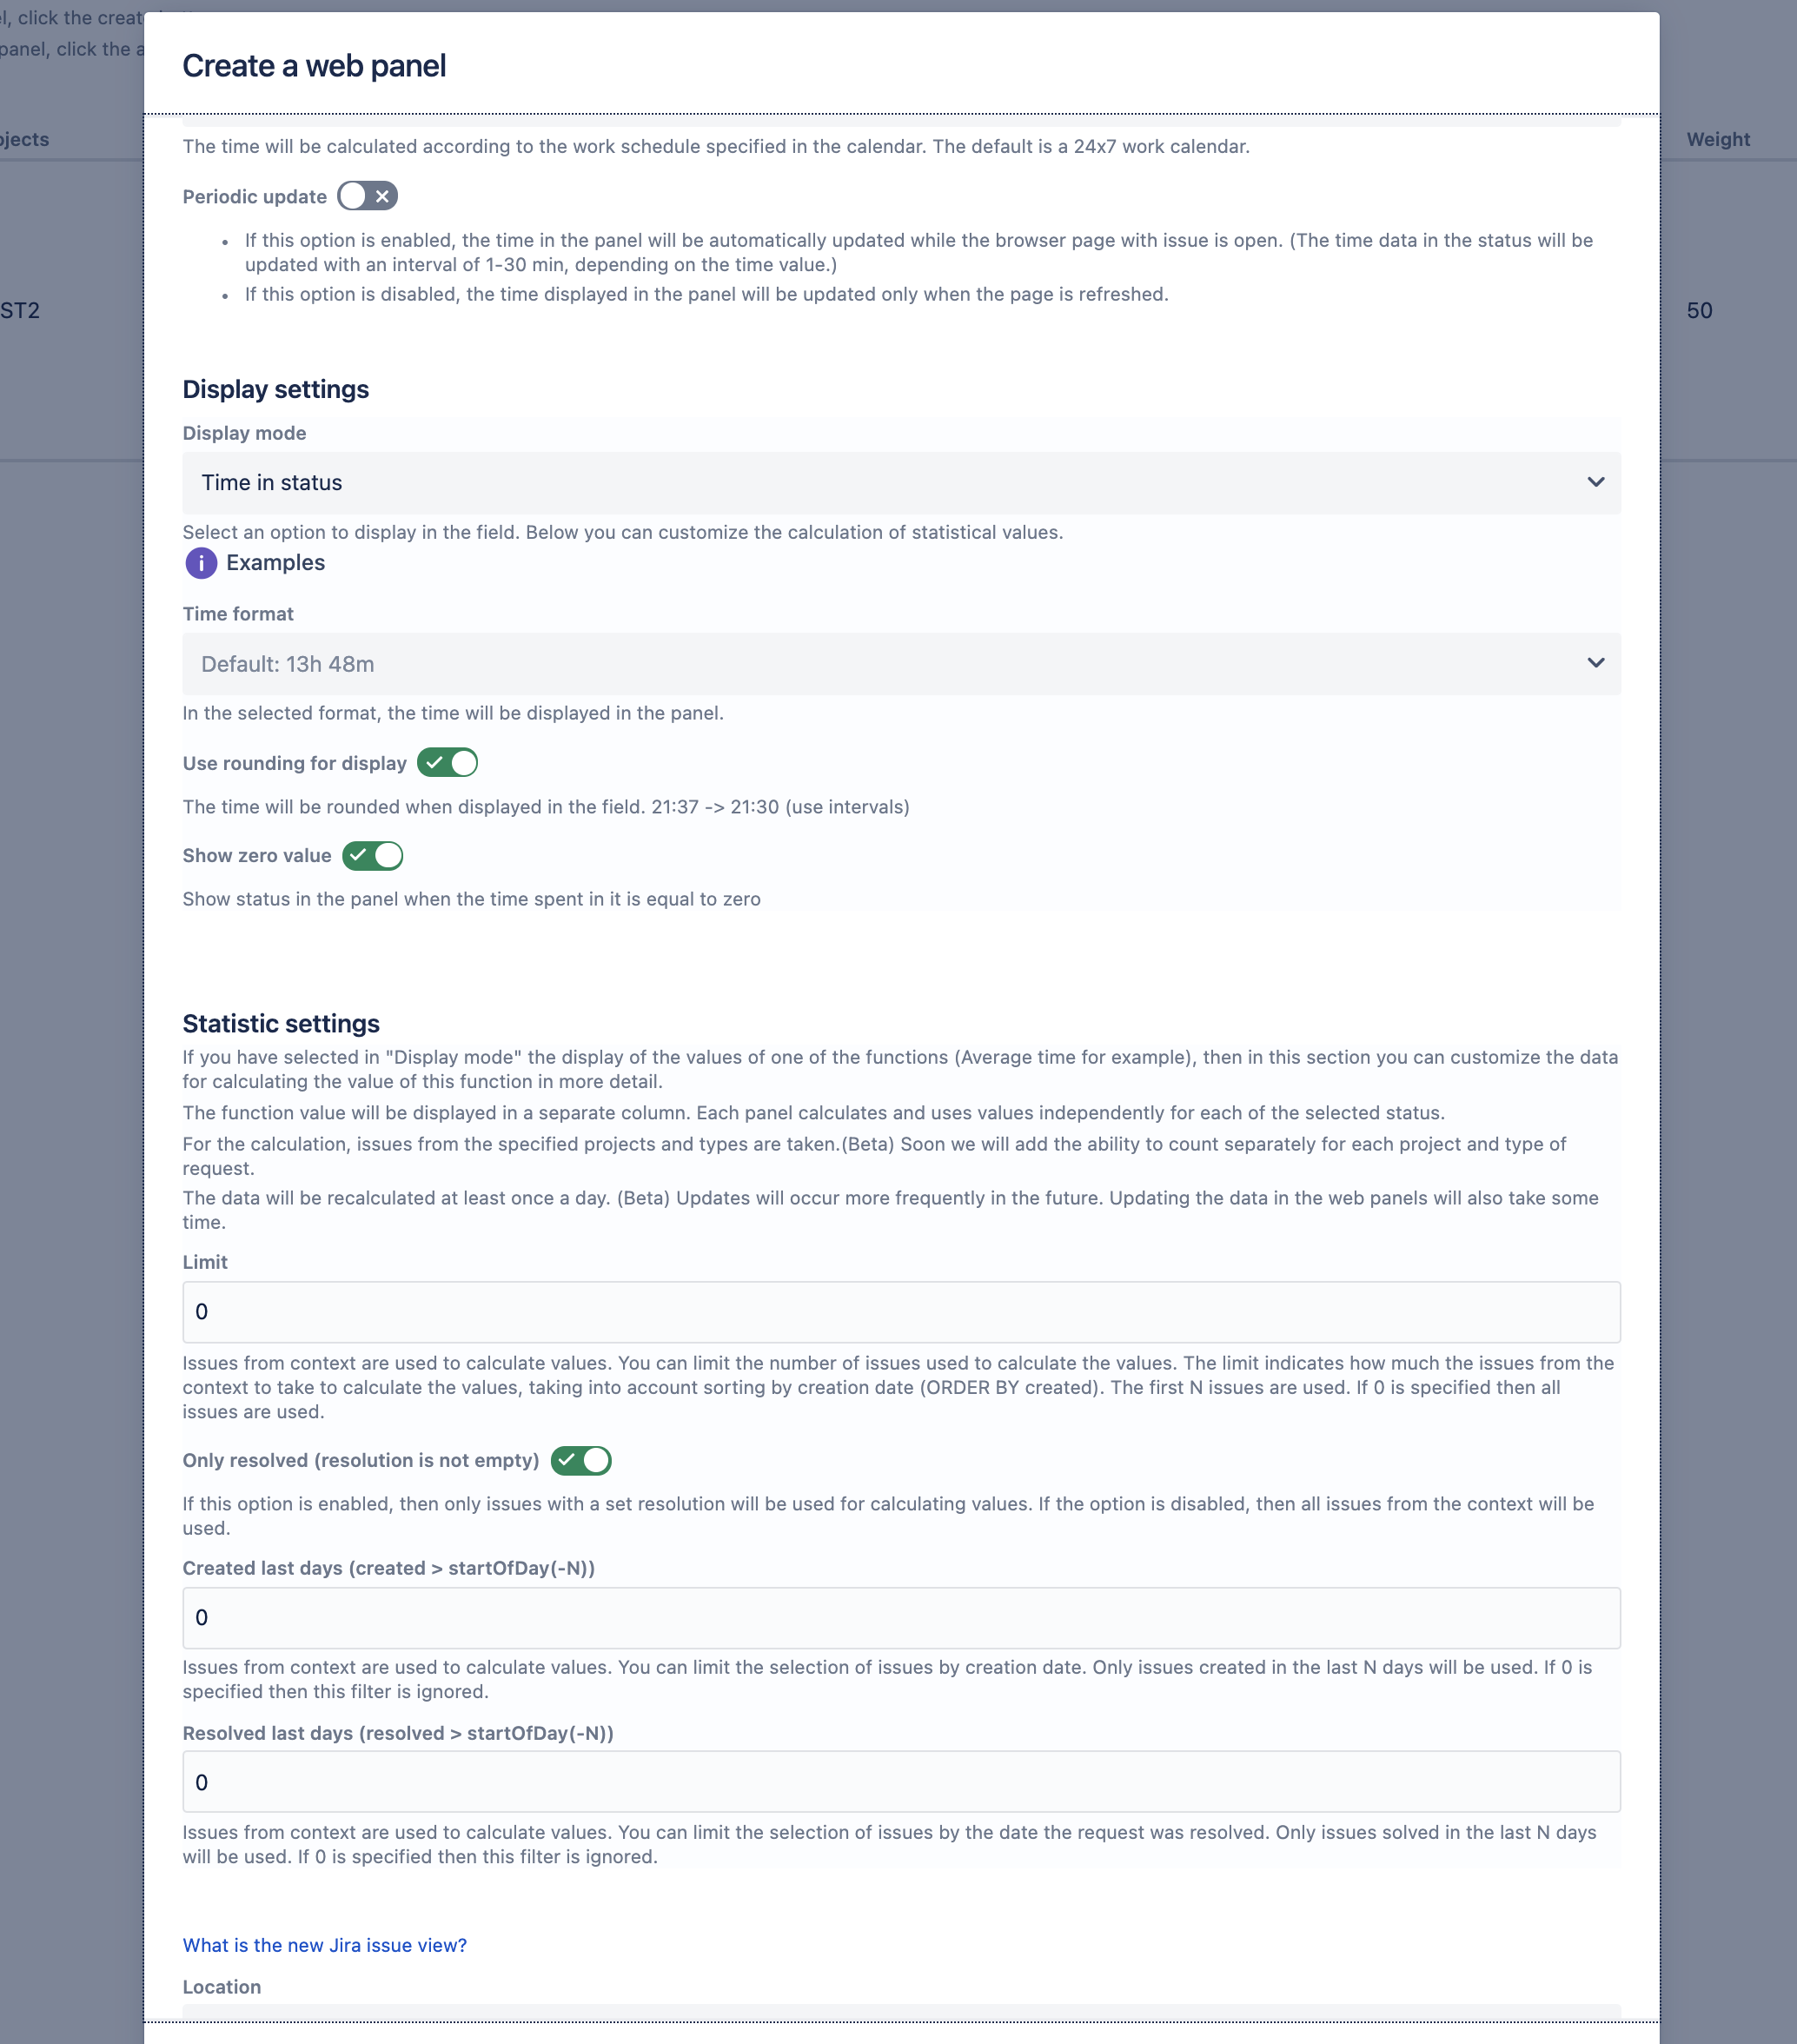 l, click the creat
panel, click the a
Create a web panel
ojects
Weight
The time will be calculated according to the work schedule specified in the calendar. The default is a 24x7 work calendar.
Periodic update
• If this option is enabled, the time in the panel will be automatically updated while the browser page with issue is open. (The time data in the status will be
updated with an interval of 1-30 min, depending on the time value.)
• If this option is disabled, the time displayed in the panel will be updated only when the page is refreshed.
ST2
50
Display settings
Display mode
Time in status
Select an option to display in the field. Below you can customize the calculation of statistical values.
i Examples
Time format
Default: 13h 48m
In the selected format, the time will be displayed in the panel.
Use rounding for display
The time will be rounded when displayed in the field. 21:37 -> 21:30 (use intervals)
Show zero value
Show status in the panel when the time spent in it is equal to zero
Statistic settings
If you have selected in "Display mode" the display of the values of one of the functions (Average time for example), then in this section you can customize the data
for calculating the value of this function in more detail.
The function value will be displayed in a separate column. Each panel calculates and uses values independently for each of the selected status.
For the calculation, issues from the specified projects and types are taken.(Beta) Soon we will add the ability to count separately for each project and type of
request.
The data will be recalculated at least once a day. (Beta) Updates will occur more frequently in the future. Updating the data in the web panels will also take some
time.
Limit
0
Issues from context are used to calculate values. You can limit the number of issues used to calculate the values. The limit indicates how much the issues from the
context to take to calculate the values, taking into account sorting by creation date (ORDER BY created). The first N issues are used. If 0 is specified then all
issues are used.
Only resolved (resolution is not empty)
If this option is enabled, then only issues with a set resolution will be used for calculating values. If the option is disabled, then all issues from the context will be
used.
Created last days (created > startOfDay(-N))
0
Issues from context are used to calculate values. You can limit the selection of issues by creation date. Only issues created in the last N days will be used. If 0 is
specified then this filter is ignored.
Resolved last days (resolved > startOfDay(-N))
0
Issues from context are used to calculate values. You can limit the selection of issues by the date the request was resolved. Only issues solved in the last N days
will be used. If 0 is specified then this filter is ignored.
What is the new Jira issue view?
Location